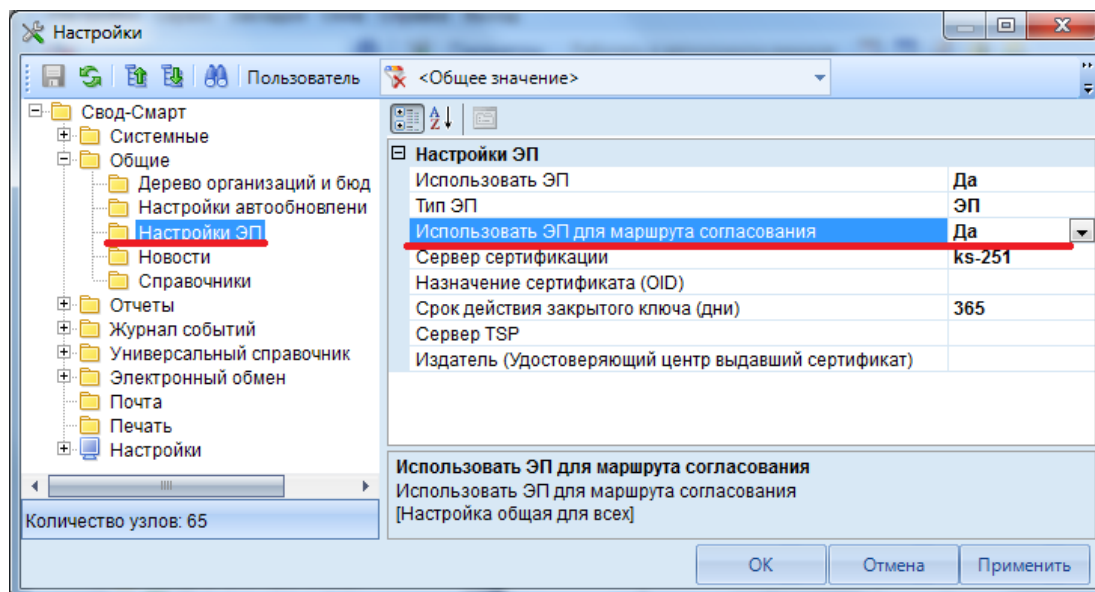 Настройки
Пользователь <Общее значение>
Свод-Смарт
Системные
Общие
Дерево организаций и бюд
Настройки автообновлени
Настройки ЭП
Новости
Справочники
Отчеты
Журнал событий
Универсальный справочник
Электронный обмен
Почта
Печать
Настройки
Количество узлов: 65
Настройки ЭП
Использовать ЭП Да
Тип ЭП ЭП
Использовать ЭП для маршрута согласования Да
Сервер сертификации ks-251
Назначение сертификата (OID)
Срок действия закрытого ключа (дни) 365
Сервер TSP
Издатель (Удостоверяющий центр выдавший сертификат)
Использовать ЭП для маршрута согласования
Использовать ЭП для маршрута согласования
[Настройка общая для всех]
ОК Отмена Применить